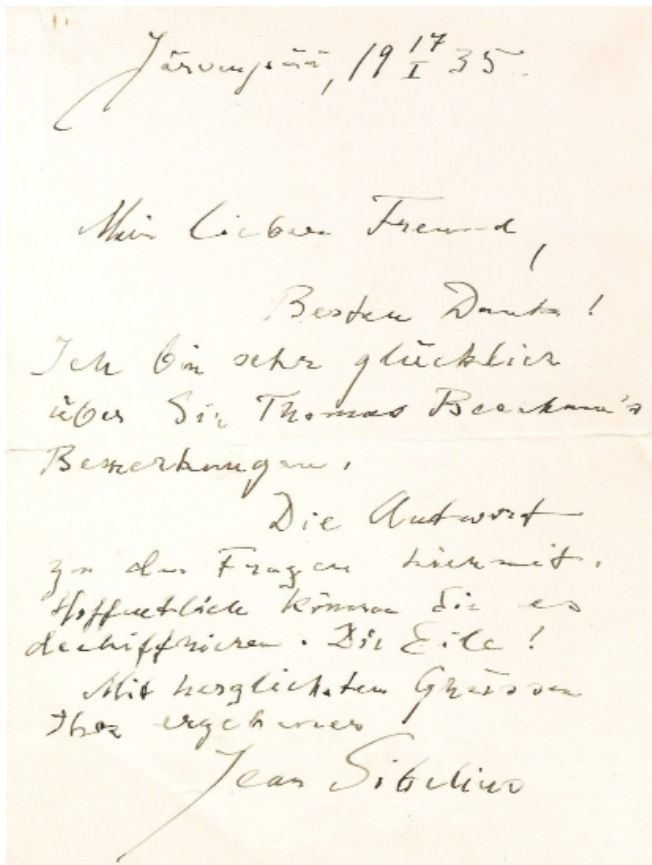 Järvenpää, 19 17/I 35.
Mein lieber Freund,
Besten Dank!
Ich bin sehr glücklich
über Sir Thomas Beecham's
Bemerkungen.
Die Antwort
zu den Fragen hiermit.
Hoffentlich können Sie es
dechiffrieren. Die Eile!
Mit herzlichsten Grüssen
Ihr ergebener
Jean Sibelius